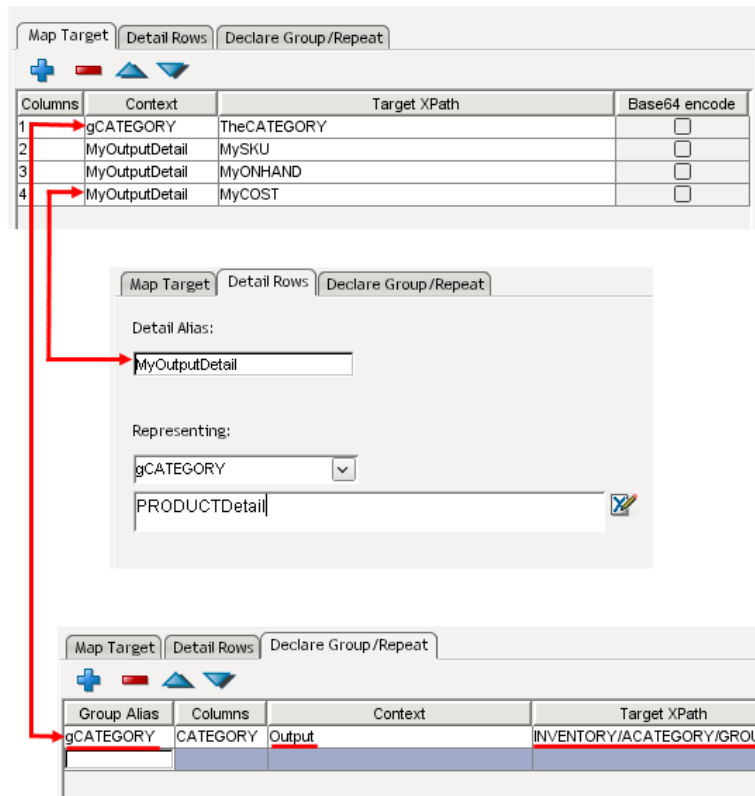 Map Target Detail Rows Declare Group/Repeat
Columns Context Target XPath Base64 encode
1 gCATEGORY TheCATEGORY
2 MyOutputDetail MySKU
3 MyOutputDetail MyONHAND
4 MyOutputDetail MyCOST
Map Target Detail Rows Declare Group/Repeat
Detail Alias:
MyOutputDetail
Representing:
gCATEGORY
PRODUCTDetail
Map Target Detail Rows Declare Group/Repeat
Group Alias Columns Context Target XPath
gCATEGORY CATEGORY Output INVENTORY/ACATEGORY/GROU